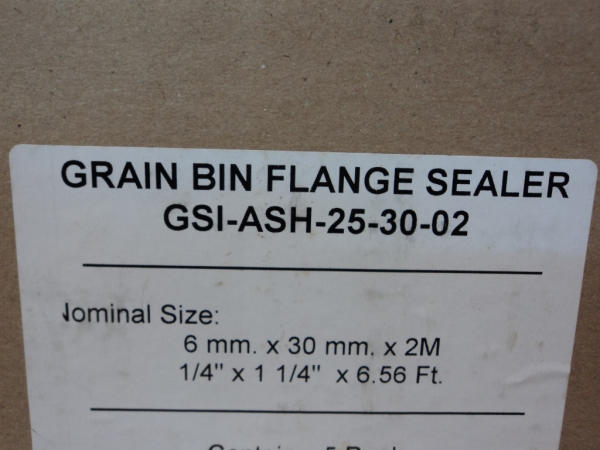 GRAIN BIN FLANGE SEALER
GSI-ASH-25-30-02
Nominal Size:
6 mm. x 30 mm. x 2M
1/4" x 1 1/4" x 6.56 Ft.